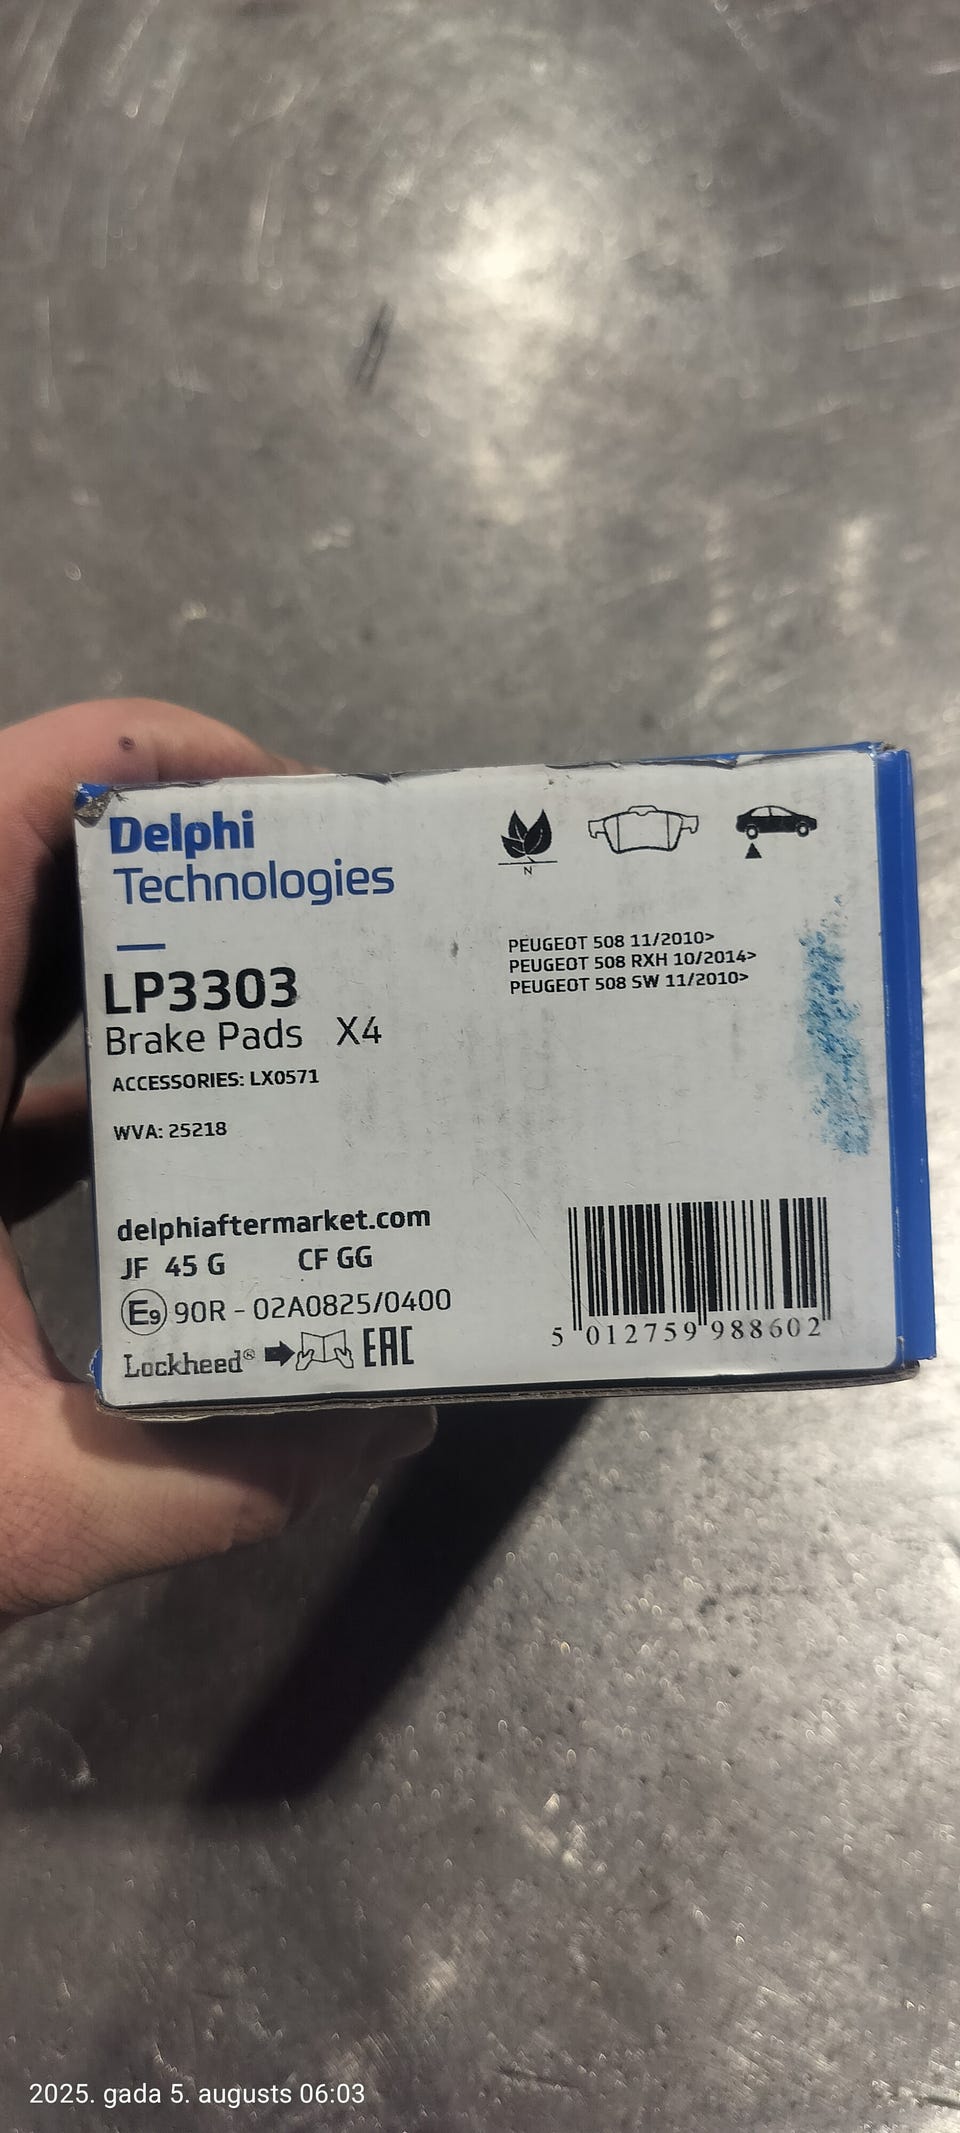 Delphi
Technologies
N
LP3303
Brake Pads X4
ACCESSORIES: LX0571
WVA: 25218
PEUGEOT 508 11/2010>
PEUGEOT 508 RXH 10/2014>
PEUGEOT 508 SW 11/2010>
delphiaftermarket.com
JF 45 G CF GG
E9 90R - 02A0825/0400
Lockheed® EAC
5 012759 988602
2025. gada 5. augusts 06:03